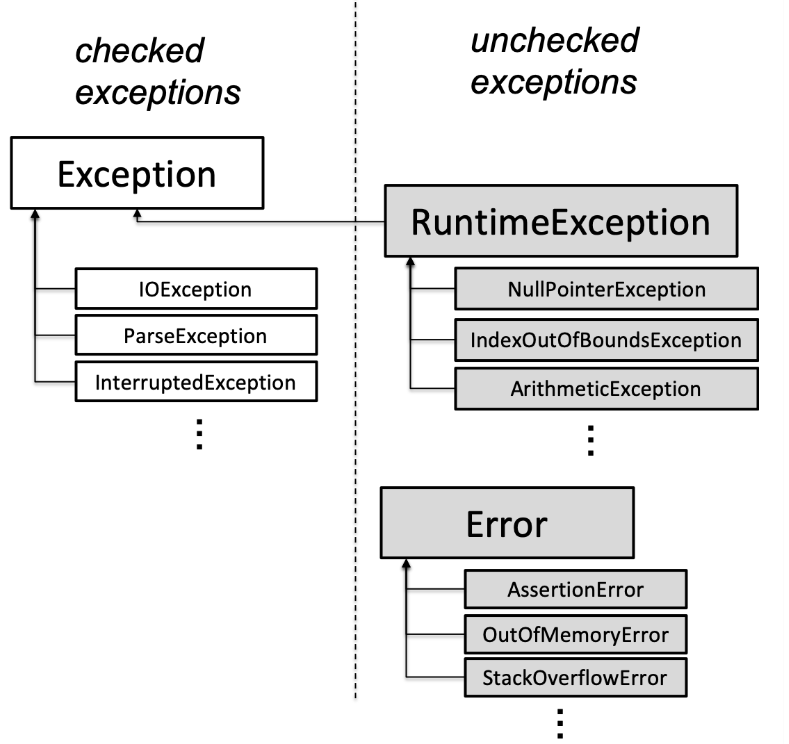 checked
exceptions
unchecked
exceptions
Exception
IOException
ParseException
InterruptedException
⋮
RuntimeException
NullPointerException
IndexOutOfBoundsException
ArithmeticException
⋮
Error
AssertionError
OutOfMemoryError
StackOverflowError
⋮